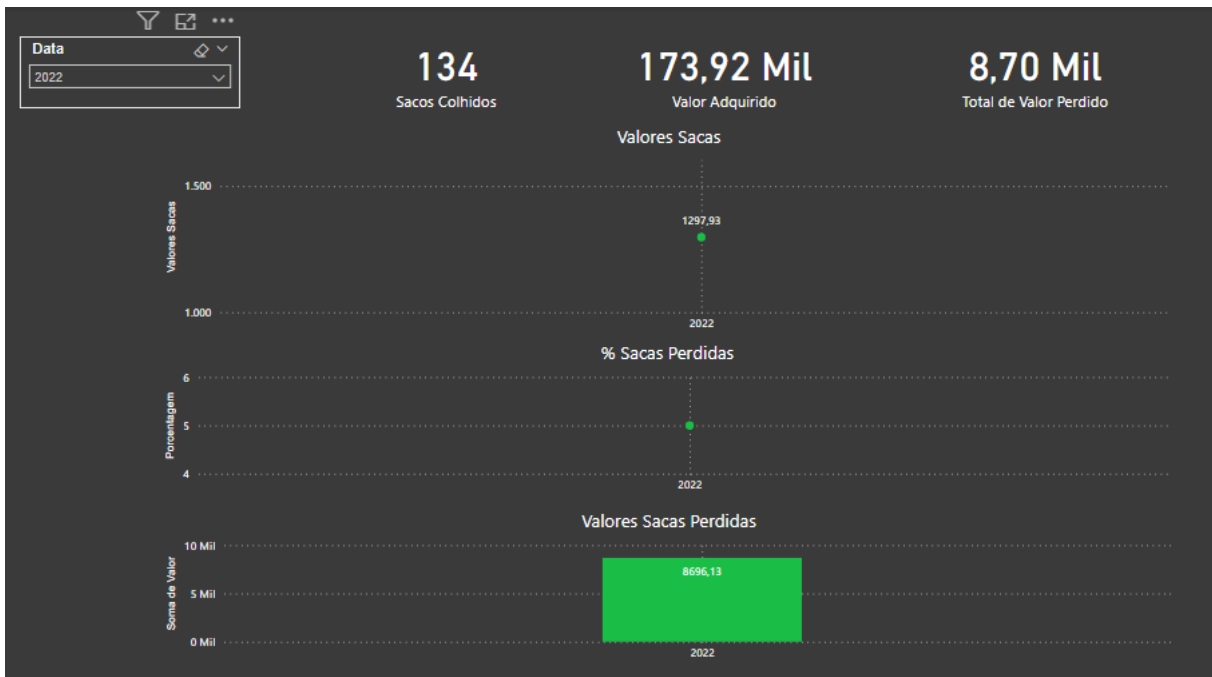 Data
2022
134
Sacos Colhidos
173,92 Mil
Valor Adquirido
8,70 Mil
Total de Valor Perdido
Valores Sacas
Valores Sacas
1.500
1297,93
1.000
2022
% Sacas Perdidas
Porcentagem
6
5
4
2022
Valores Sacas Perdidas
Soma de Valor
10 Mil
8696,13
5 Mil
0 Mil
2022